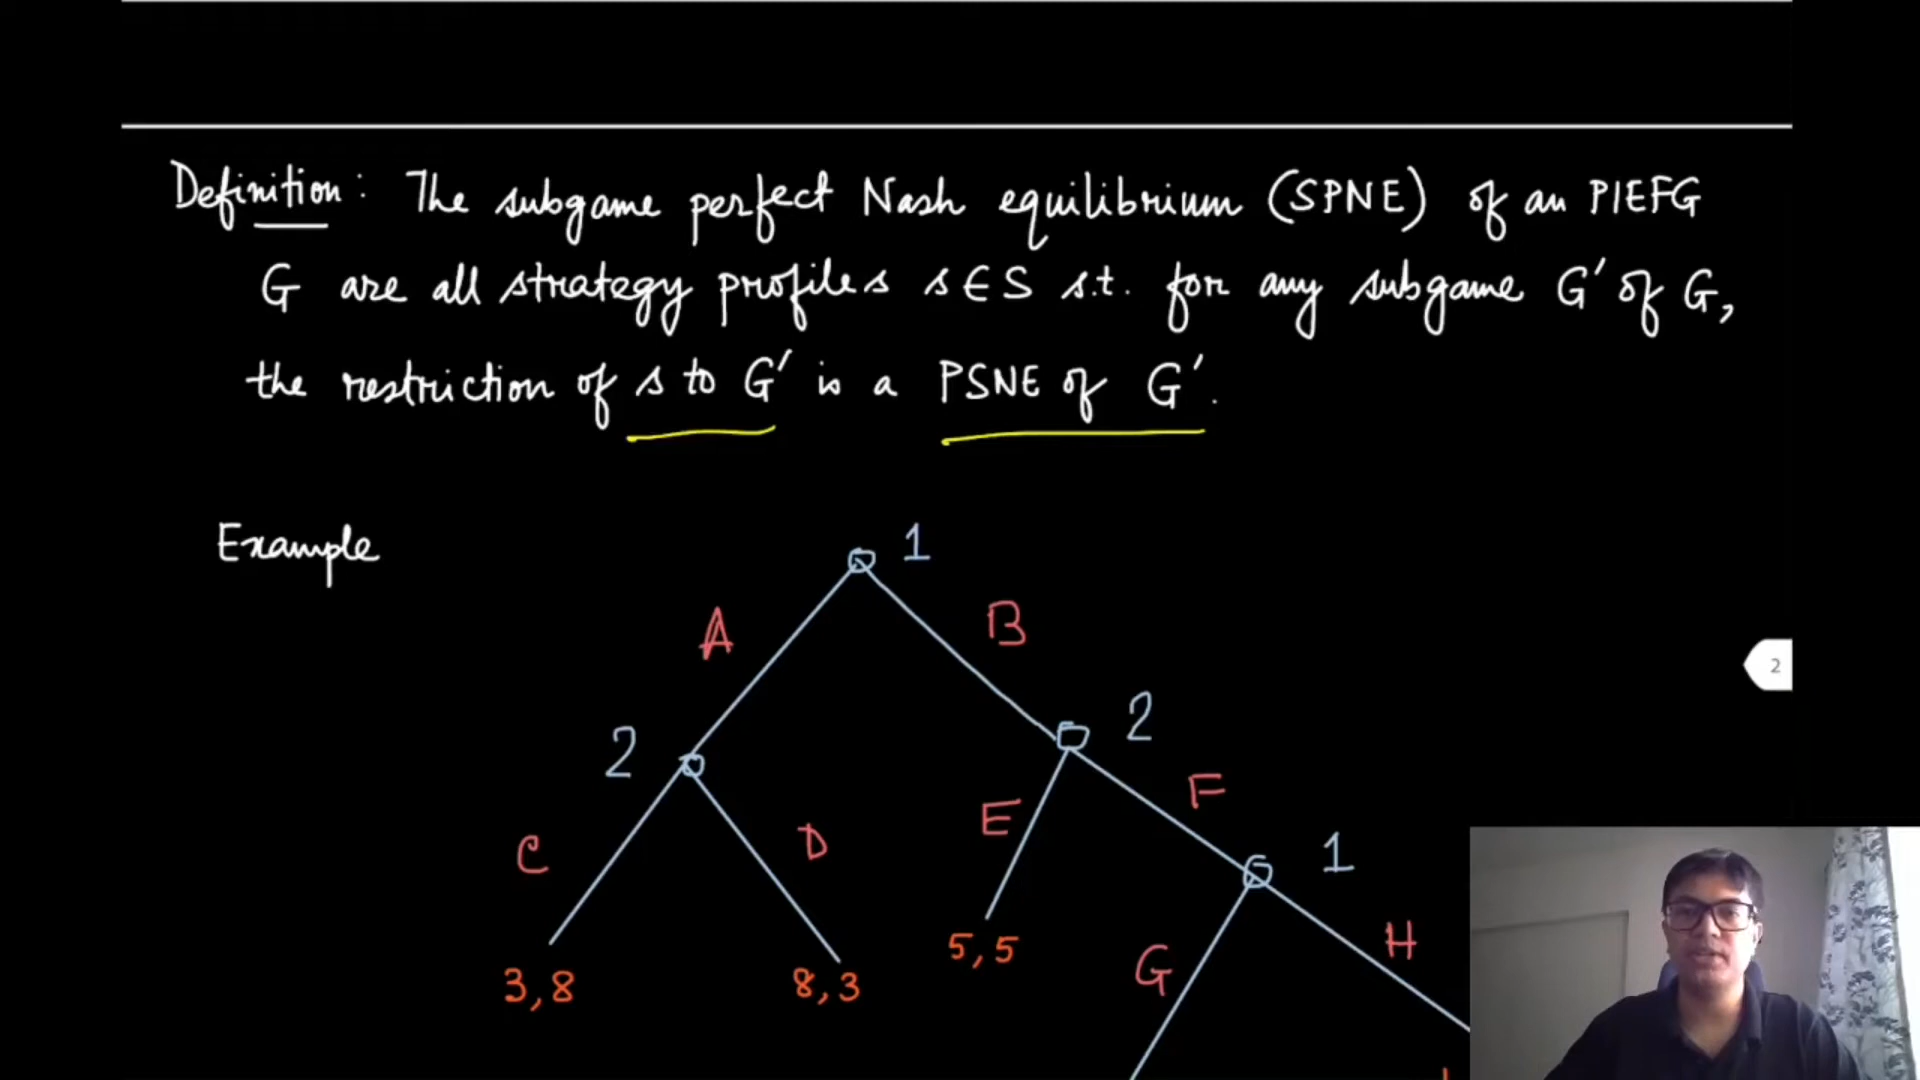 Definition: The subgame perfect Nash equilibrium (SPNE) of an PIEFG
G are all strategy profiles s∈S s.t. for any subgame G' of G,
the restriction of s to G' is a PSNE of G'.
Example
1
A
B
2
2
C
D
E
F
1
3,8
8,3
5,5
G
H
2